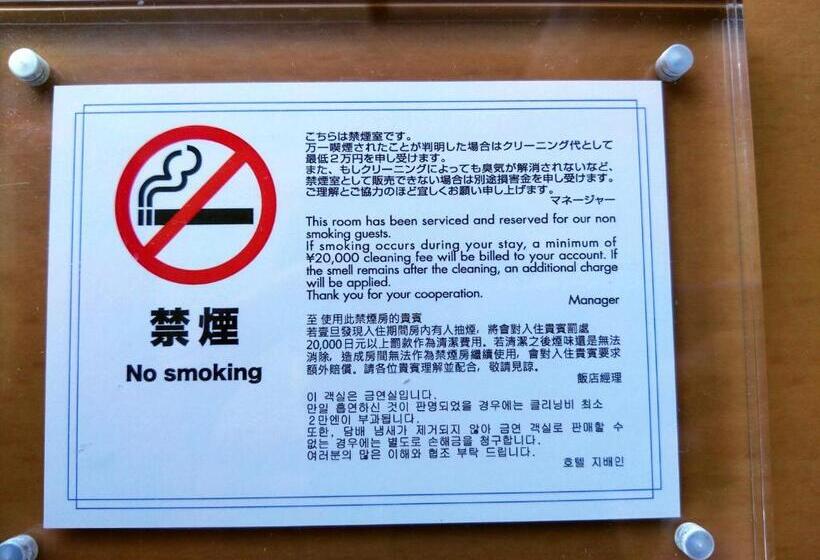 禁煙
No smoking
こちらは禁煙室です。
万一喫煙されたことが判明した場合はクリーニング代として
最低2万円を申し受けます。
また、もしクリーニングによっても臭気が解消されないなど、
禁煙室として販売できない場合は別途損害金を申し受けます。
ご理解とご協力のほど宜しくお願い申し上げます。
マネージャー
This room has been serviced and reserved for our non
smoking guests.
If smoking occurs during your stay, a minimum of
¥20,000 cleaning fee will be billed to your account. If
the smell remains after the cleaning, an additional charge
will be applied.
Thank you for your cooperation.
Manager
至 使用此禁煙房的貴賓
若壹旦發現入住期間房內有人抽煙，將會對入住貴賓罰處
20,000日元以上罰款作為清潔費用。若清潔之後煙味還是無法
消除，造成房間無法作為禁煙房繼續使用，會對入住貴賓要求
額外賠償。請各位貴賓理解並配合，敬請見諒。
飯店經理
이 객실은 금연실입니다.
만일 흡연하신 것이 판명되었을 경우에는 클리닝비 최소
2만엔이 부과됩니다.
또한, 담배 냄새가 제거되지 않아 금연 객실로 판매할 수
없는 경우에는 별도로 손해금을 청구합니다.
여러분의 많은 이해와 협조 부탁 드립니다.
호텔 지배인